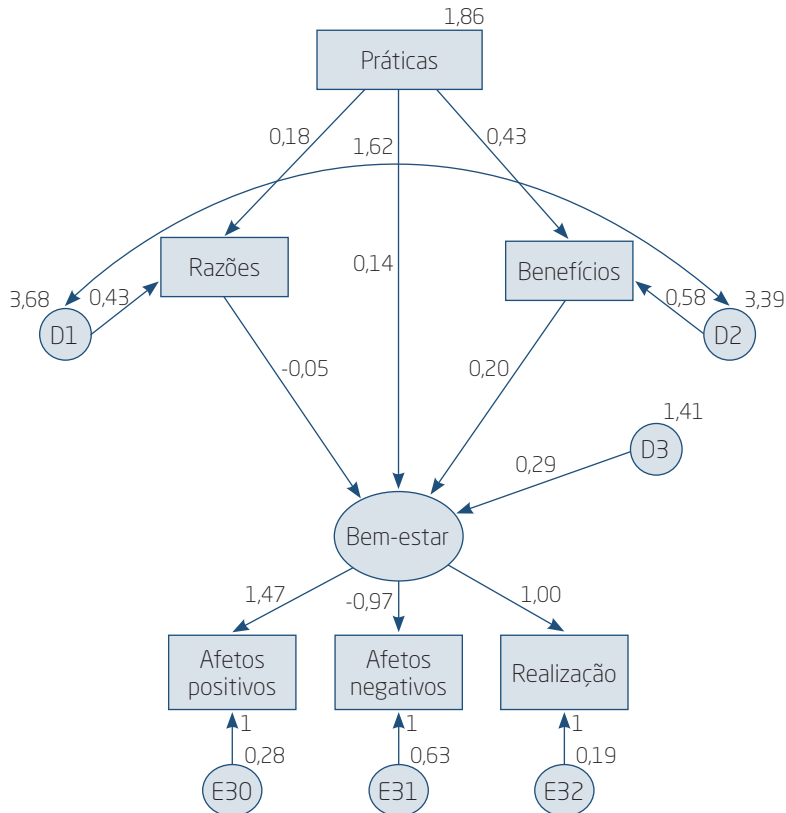 1,86
Práticas
0,18
1,62
0,43
Razões
0,14
Benefícios
3,68
0,43
0,58
3,39
D1
D2
-0,05
0,20
1,41
D3
0,29
Bem-estar
1,47
-0,97
1,00
Afetos
positivos
Afetos
negativos
Realização
1
1
1
0,28
0,63
0,19
E30
E31
E32